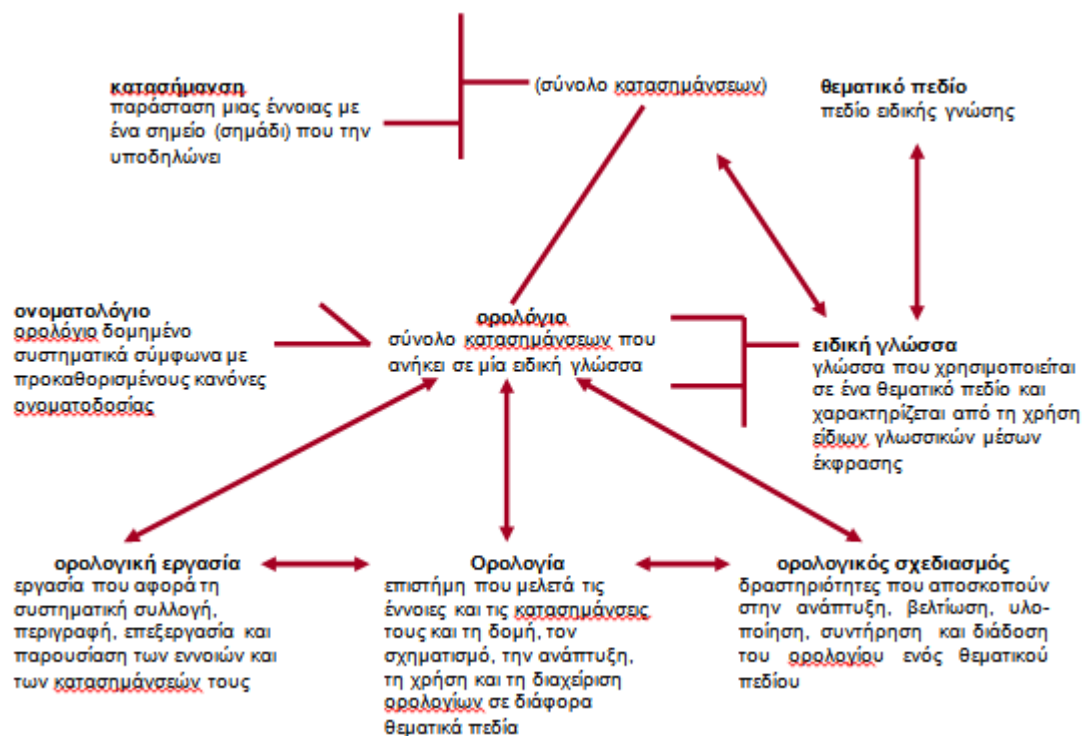 κατασήμανση
παράσταση μιας έννοιας με
ένα σημείο (σημάδι) που την
υποδηλώνει
(σύνολο κατασημάνσεων)
θεματικό πεδίο
πεδίο ειδικής γνώσης
ονοματολόγιο
ορολόγιο δομημένο
συστηματικά σύμφωνα με
προκαθορισμένους κανόνες
ονοματοδοσίας
ορολόγιο
σύνολο κατασημάνσεων που
ανήκει σε μία ειδική γλώσσα
ειδική γλώσσα
γλώσσα που χρησιμοποιείται
σε ένα θεματικό πεδίο και
χαρακτηρίζεται από τη χρήση
είδιων γλωσσικών μέσων
έκφρασης
ορολογική εργασία
εργασία που αφορά τη
συστηματική συλλογή,
περιγραφή, επεξεργασία και
παρουσίαση των εννοιών και
των κατασημάνσεών τους
Ορολογία
επιστήμη που μελετά τις
έννοιες και τις κατασημάνσεις
τους και τη δομή, τον
σχηματισμό, την ανάπτυξη,
τη χρήση και τη διαχείριση
ορολογίων σε διάφορα
θεματικά πεδία
ορολογικός σχεδιασμός
δραστηριότητες που αποσκοπούν
στην ανάπτυξη, βελτίωση, υλο-
ποίηση, συντήρηση και διάδοση
του ορολογίου ενός θεματικού
πεδίου